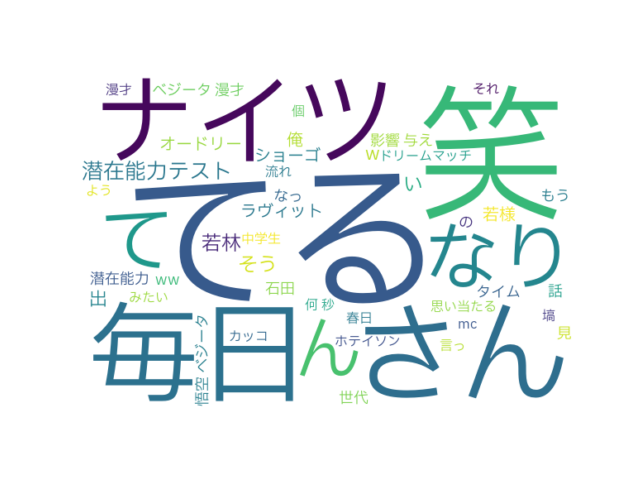 漫才
ベジータ 漫才
それ
ナイツ
個
笑
オードリー
俺
影響 与え
ショーゴ
Wドリームマッチ
潜在能力テスト
流れ
てる
い
よう
なっ
もう
て
ラヴィット
若様
の
なり
若林
中学生
そう
潜在能力
ww
石田
タイム
話
出
みたい
何 秒
思い当たる
毎日
悟空 ベジータ
カッコ
春日
mc
塙
ん
さん
ホテイソン
言っ
見
世代